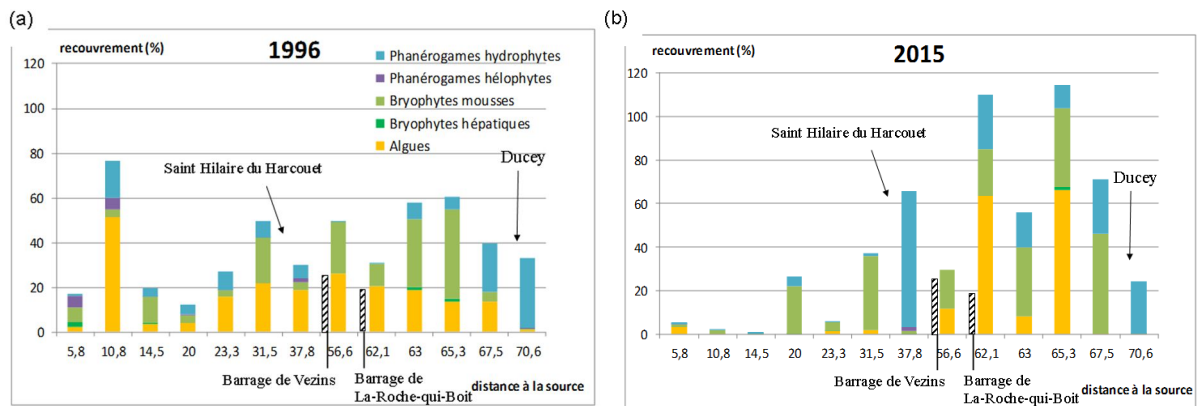 (a)
recouvrement (%)
1996
120
100
80
60
40
20
0
Phanérogames hydrophytes
Phanérogames hélophytes
Bryophytes mousses
Bryophytes hépatiques
Algues
Saint Hilaire du Harcouet
Ducey
5,8 10,8 14,5 20 23,3 31,5 37,8 56,6 62,1 63 65,3 67,5 70,6
Barrage de Vezins
Barrage de
La-Roche-qui-Boit
distance à la source
(b)
recouvrement (%)
2015
120
100
80
60
40
20
0
Saint Hilaire du Harcouet
Ducey
5,8 10,8 14,5 20 23,3 31,5 37,8 56,6 62,1 63 65,3 67,5 70,6
Barrage de Vezins
Barrage de
La-Roche-qui-Boit
distance à la source